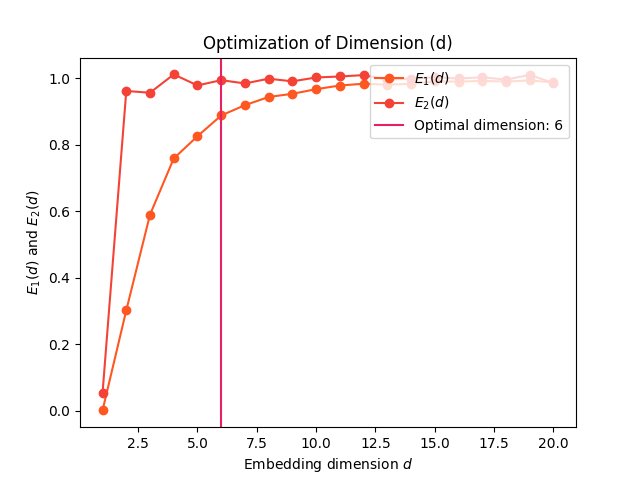 Optimization of Dimension (d)
E₁(d) and E₂(d)
1.0
0.8
0.6
0.4
0.2
0.0
E₁(d)
E₂(d)
Optimal dimension: 6
2.5 5.0 7.5 10.0 12.5 15.0 17.5 20.0
Embedding dimension d